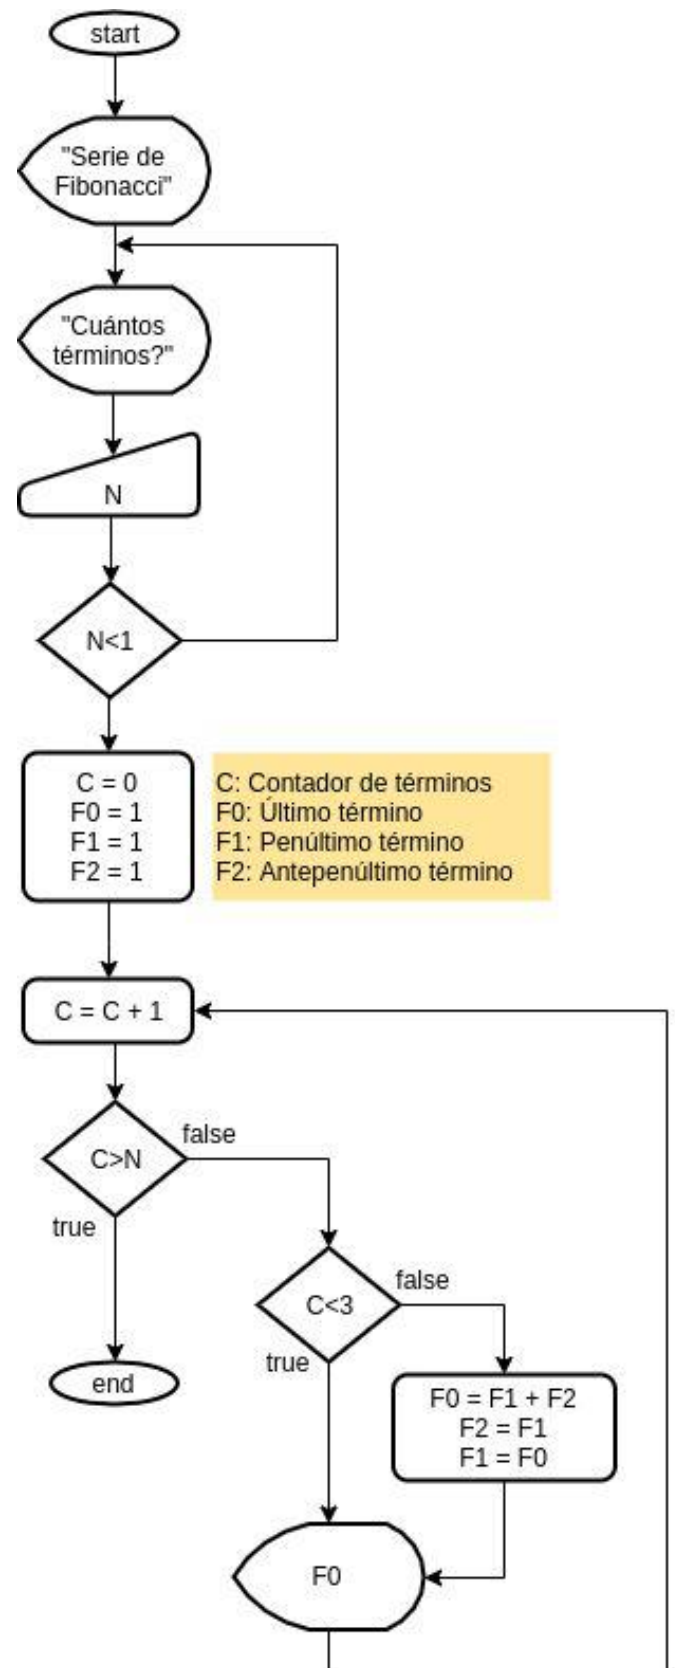 start
"Serie de
Fibonacci"
"Cuántos
términos?"
N
N<1
C = 0
F0 = 1
F1 = 1
F2 = 1
C: Contador de términos
F0: Último término
F1: Penúltimo término
F2: Antepenúltimo término
C = C + 1
C>N
false
true
C<3
false
true
end
F0 = F1 + F2
F2 = F1
F1 = F0
F0